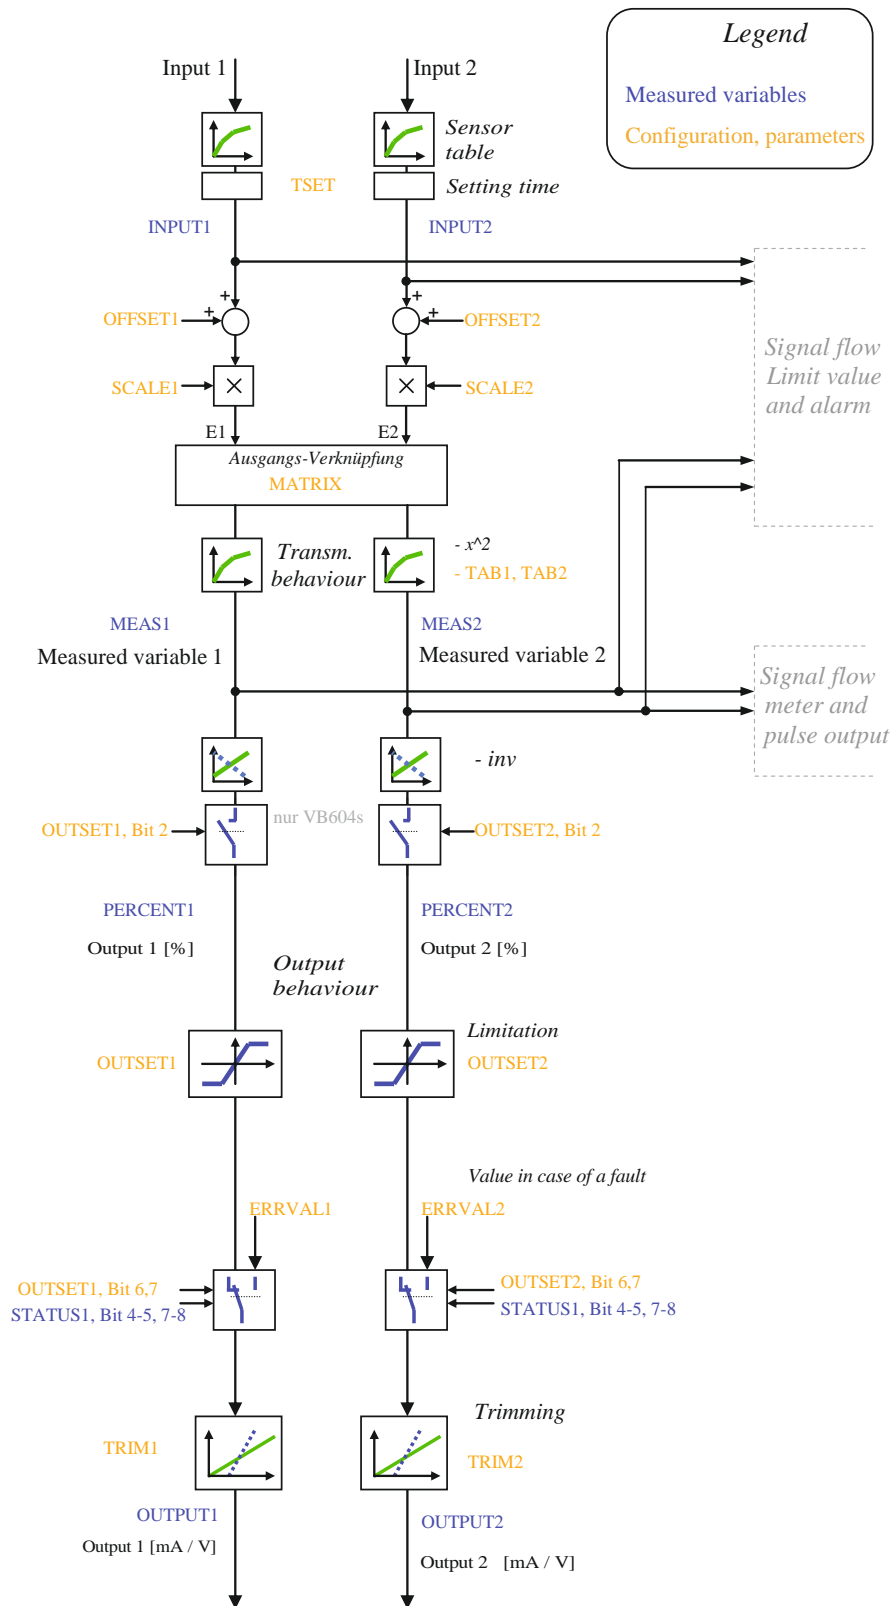 Legend
Measured variables
Configuration, parameters
Input 1
Input 2
Sensor
table
TSET
Setting time
INPUT1
INPUT2
+
+
+
+
OFFSET1
OFFSET2
Signal flow
Limit value
and alarm
SCALE1
×
×
SCALE2
E1
E2
Ausgangs-Verknüpfung
MATRIX
Transm.
behaviour
- x^2
- TAB1, TAB2
MEAS1
MEAS2
Measured variable 1
Measured variable 2
Signal flow
meter and
pulse output
- inv
nur VB604s
OUTSET1, Bit 2
OUTSET2, Bit 2
PERCENT1
PERCENT2
Output 1 [%]
Output 2 [%]
Output
behaviour
Limitation
OUTSET1
OUTSET2
Value in case of a fault
ERRVAL1
ERRVAL2
OUTSET1, Bit 6,7
STATUS1, Bit 4-5, 7-8
OUTSET2, Bit 6,7
STATUS1, Bit 4-5, 7-8
Trimming
TRIM1
TRIM2
OUTPUT1
OUTPUT2
Output 1 [mA / V]
Output 2 [mA / V]